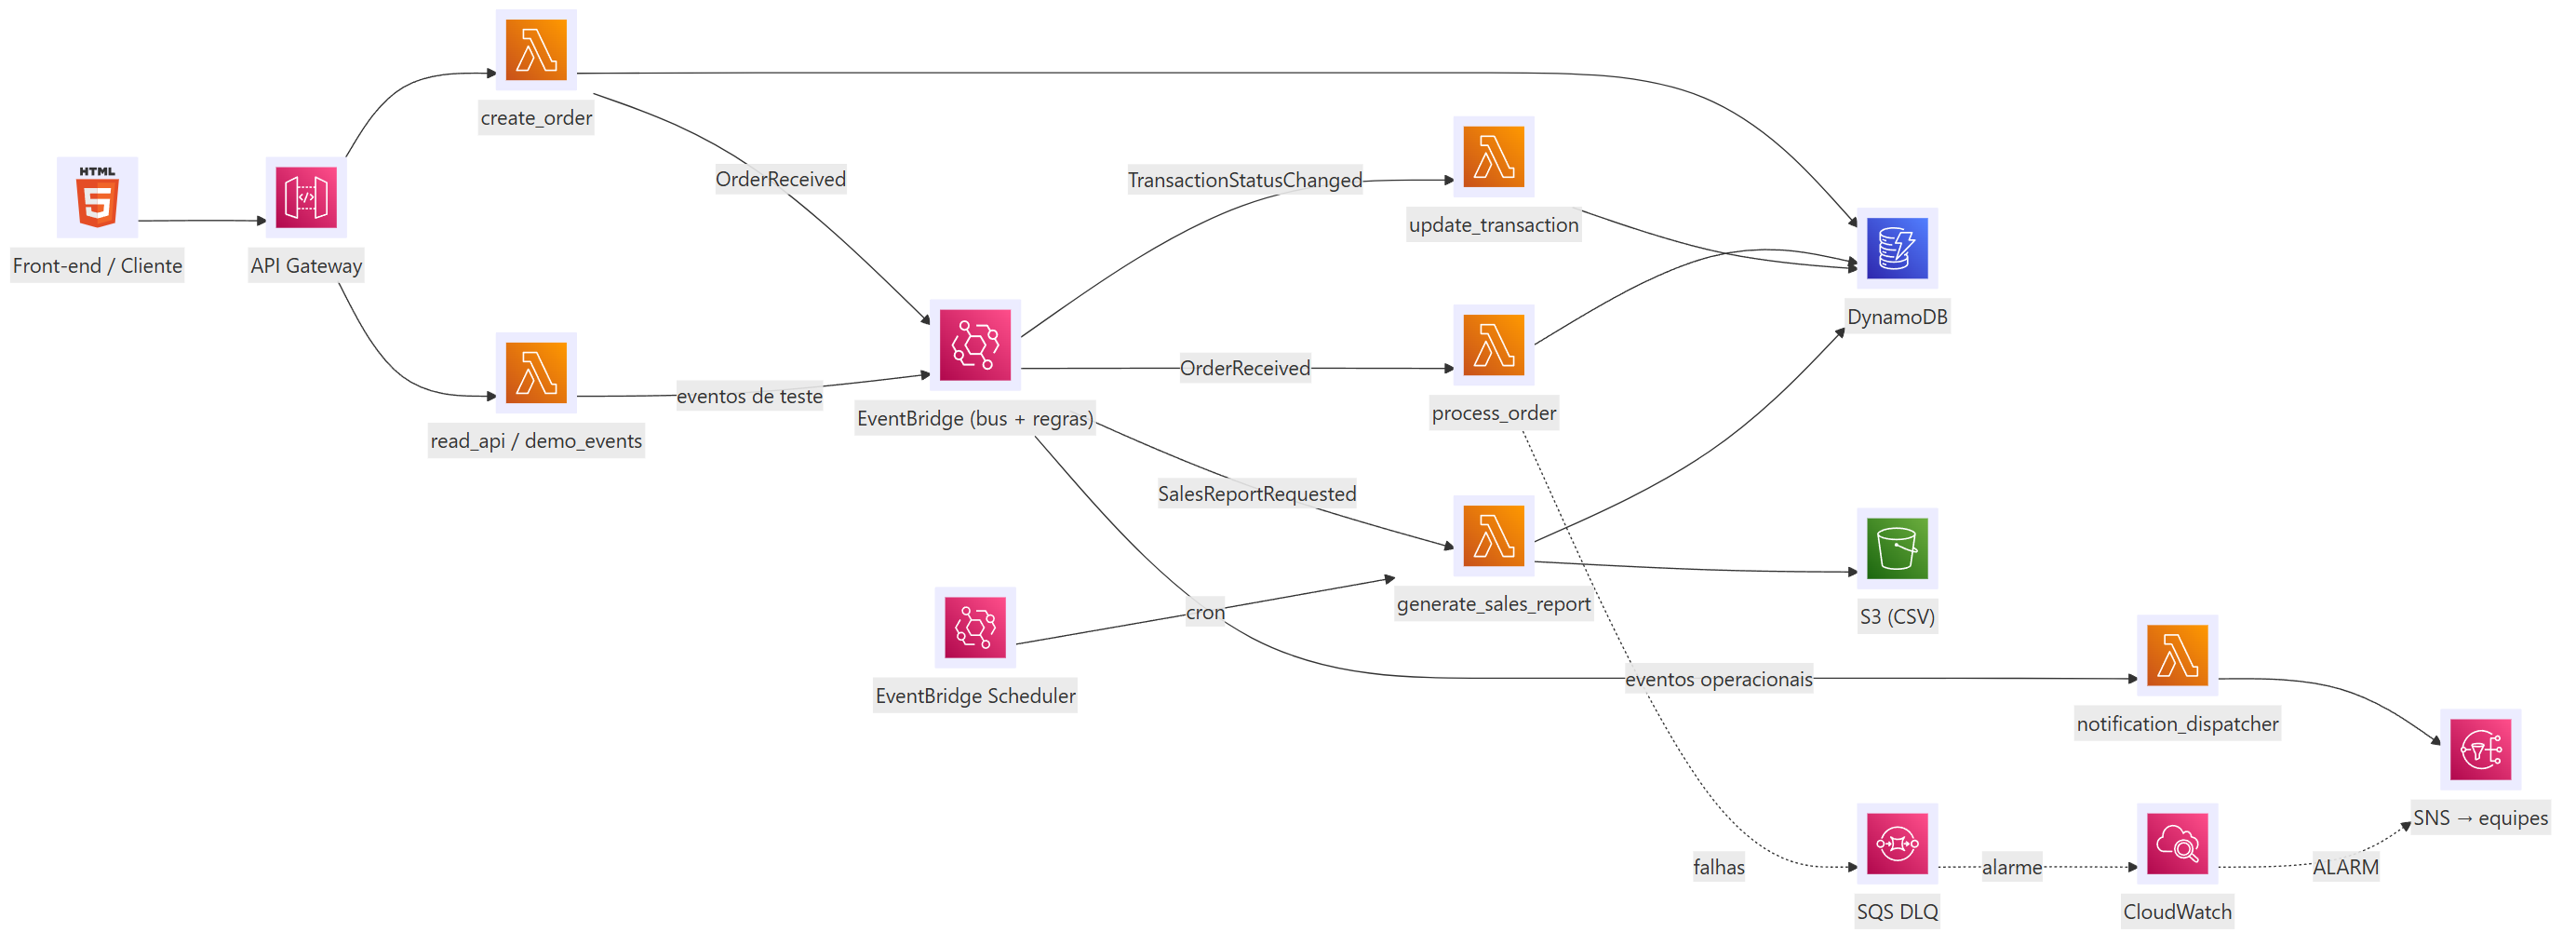 create_order
HTML
5
Front-end / Cliente
API Gateway
OrderReceived
read_api / demo_events
eventos de teste
EventBridge (bus + regras)
TransactionStatusChanged
update_transaction
OrderReceived
process_order
DynamoDB
SalesReportRequested
generate_sales_report
cron
EventBridge Scheduler
S3 (CSV)
eventos operacionais
notification_dispatcher
SNS → equipes
falhas
SQS DLQ
alarme
CloudWatch
ALARM